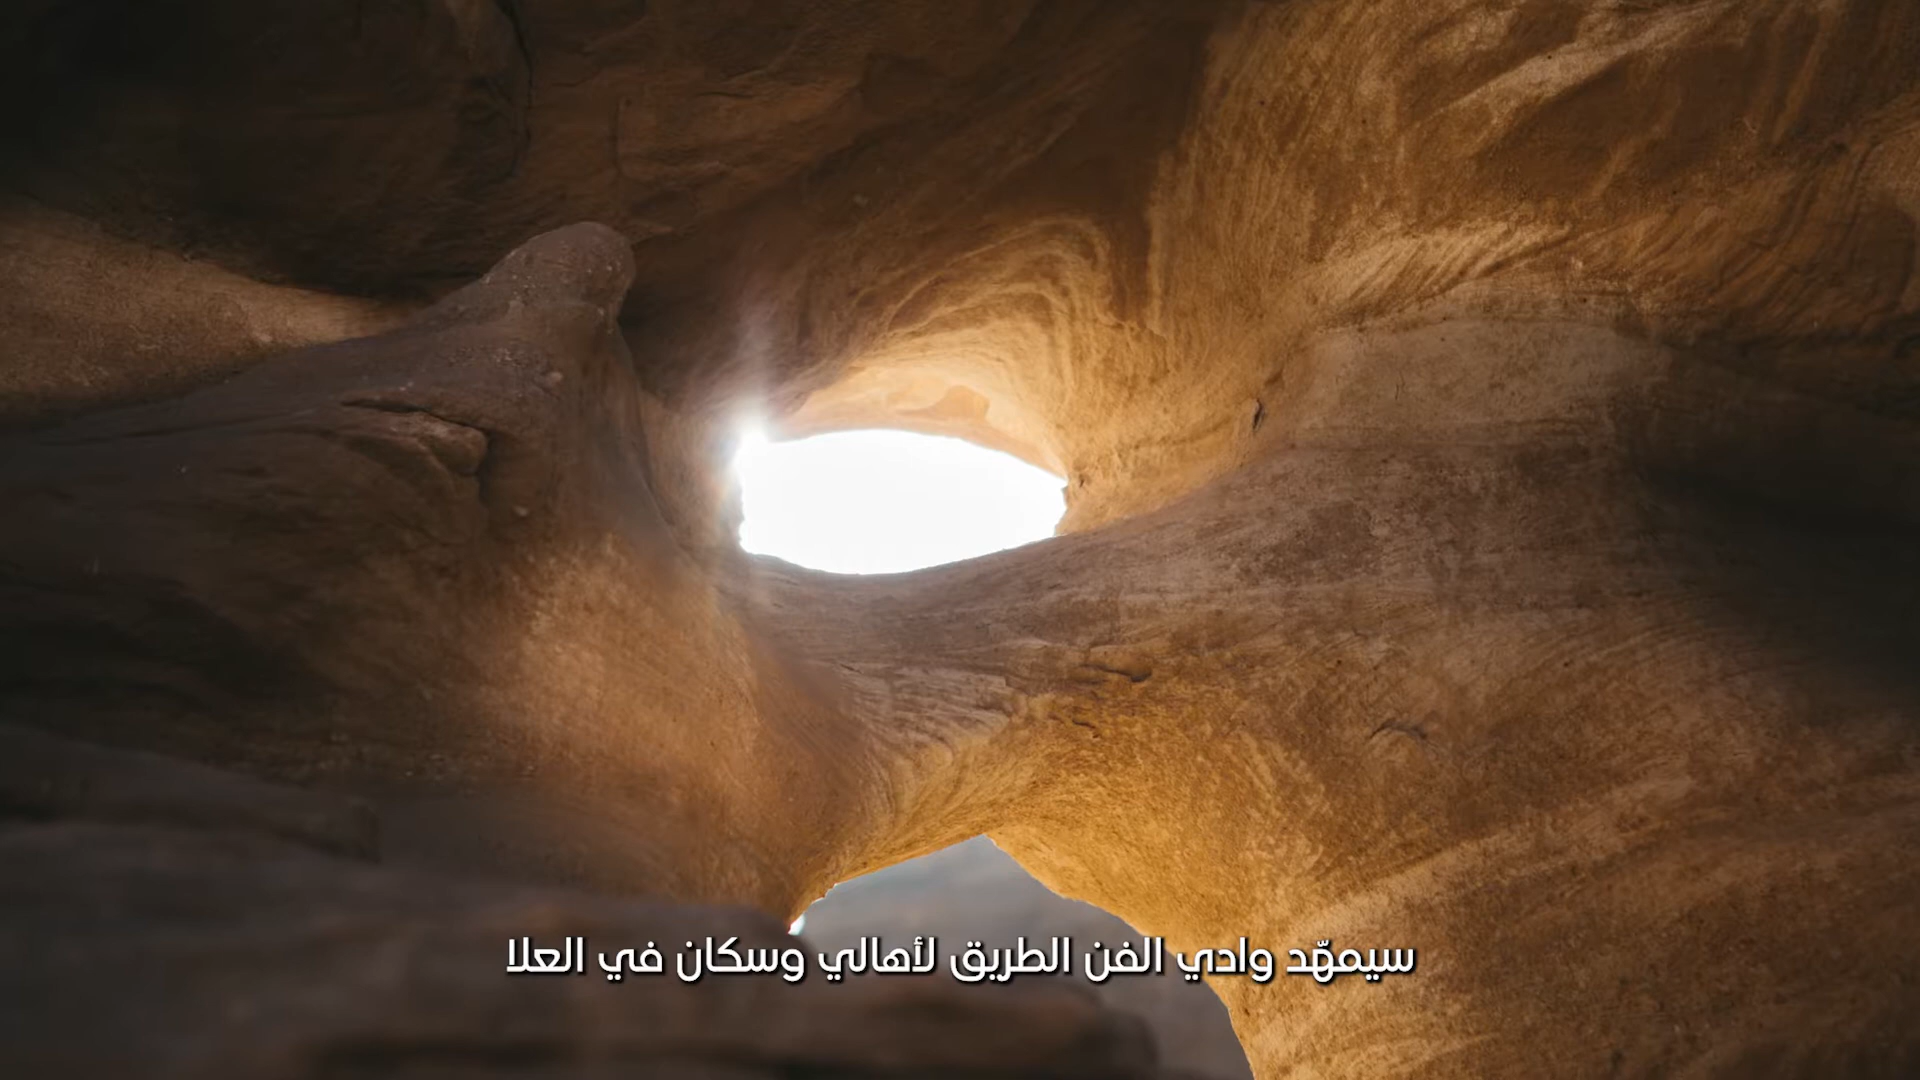 سيمهّد وادي الفن الطريق لأهالي وسكان في العلا